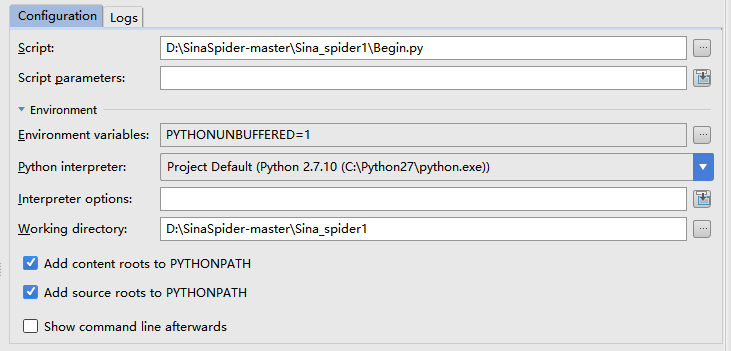 Configuration Logs
Script: D:\SinaSpider-master\Sina_spider1\Begin.py
Script parameters:
Environment
Environment variables: PYTHONUNBUFFERED=1
Python interpreter: Project Default (Python 2.7.10 (C:\Python27\python.exe))
Interpreter options:
Working directory: D:\SinaSpider-master\Sina_spider1
Add content roots to PYTHONPATH
Add source roots to PYTHONPATH
Show command line afterwards